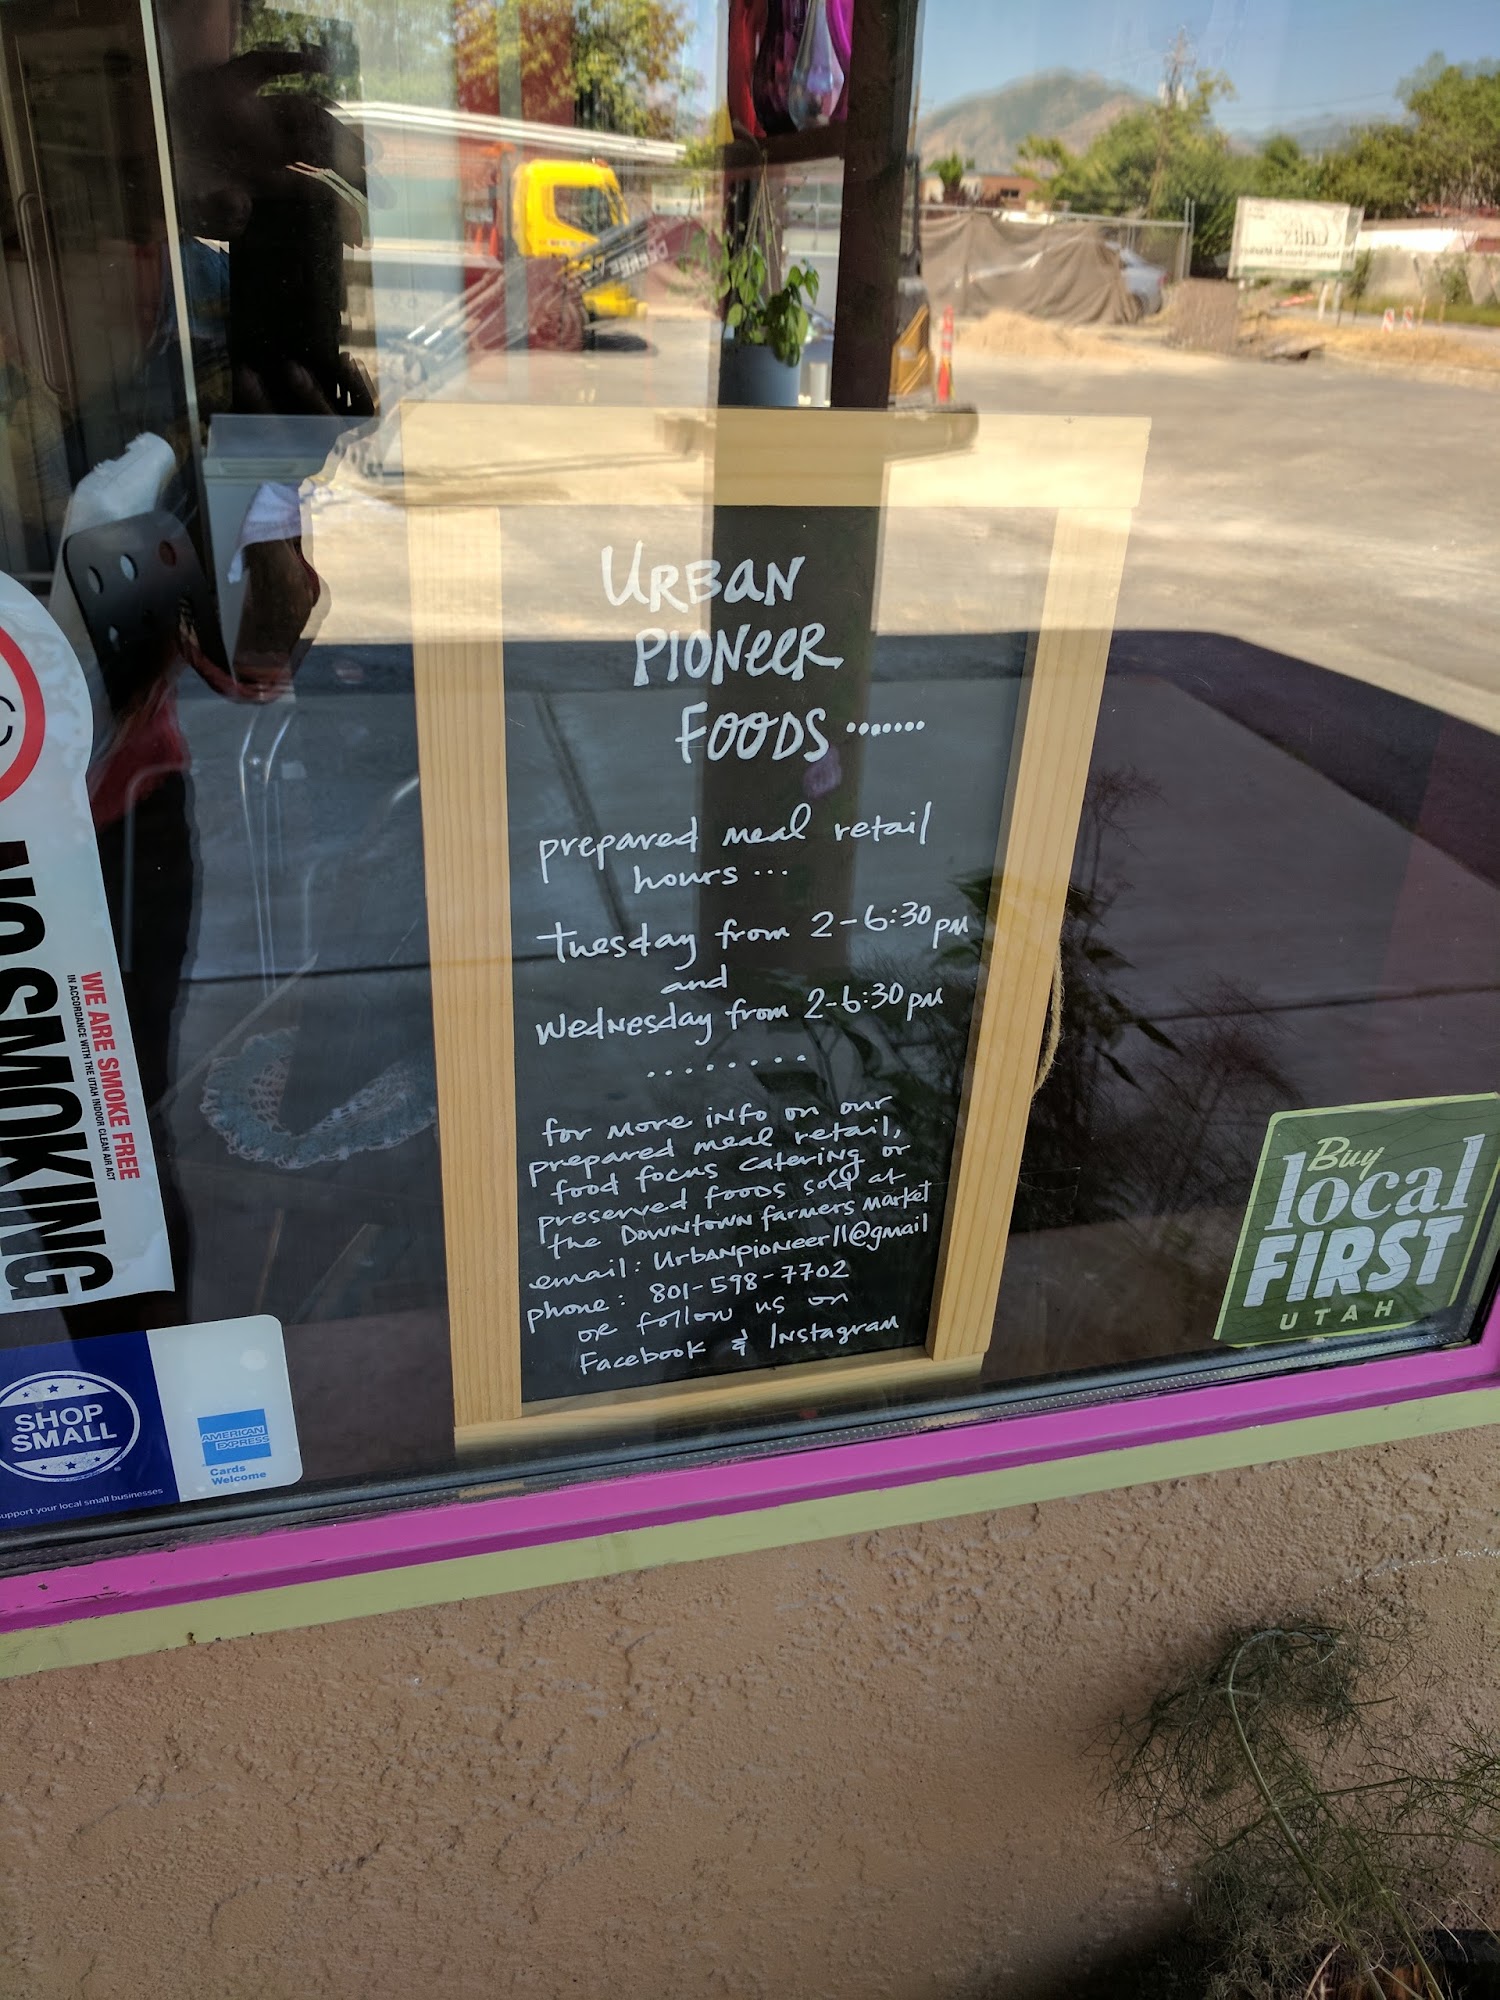 URBAN
PIONEER
FOODS.......
prepared meal retail
hours...
tuesday from 2-6:30pm
and
wednesday from 2-6:30pm
........
for more info on our
prepared meal retail,
food focus catering or
preserved foods sold at
the Downtown farmers market
email: Urbanpioneer11@gmail
phone: 801-598-7702
or follow us on
Facebook & Instagram
NO SMOKING
WE ARE SMOKE FREE
IN ACCORDANCE WITH THE UTAH INDOOR CLEAN AIR ACT
SHOP
SMALL
support your local small businesses
AMERICAN
EXPRESS
Cards
Welcome
Buy
local
FIRST
UTAH